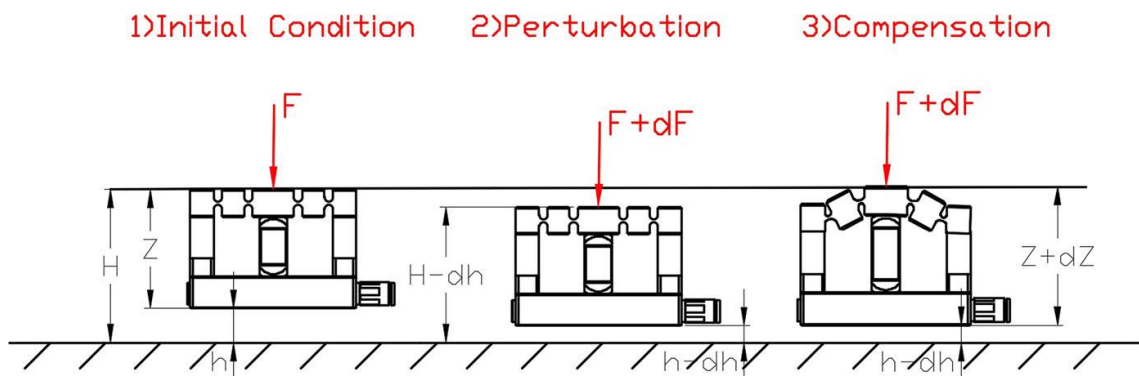 1)Initial Condition
2)Perturbation
3)Compensation
F
F+dF
F+dF
H
Z
h
H-dh
h-dh
Z+dZ
h-dh